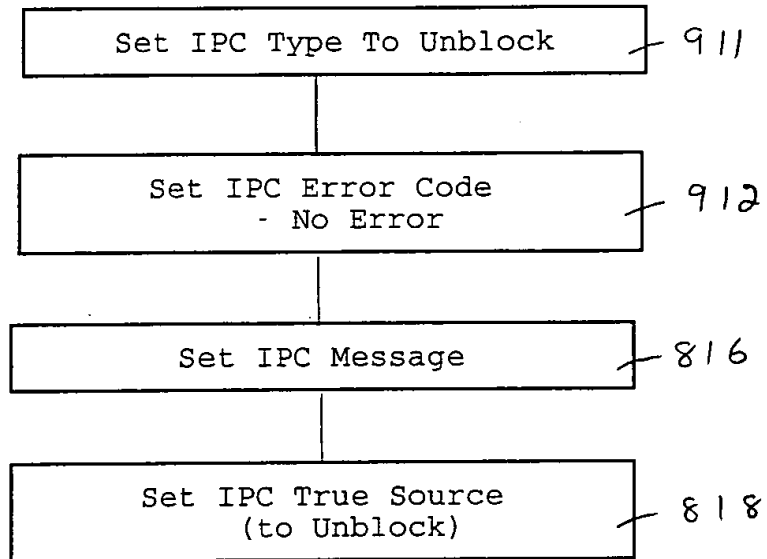 Set IPC Type To Unblock
911
Set IPC Error Code
- No Error
912
Set IPC Message
816
Set IPC True Source
(to Unblock)
818